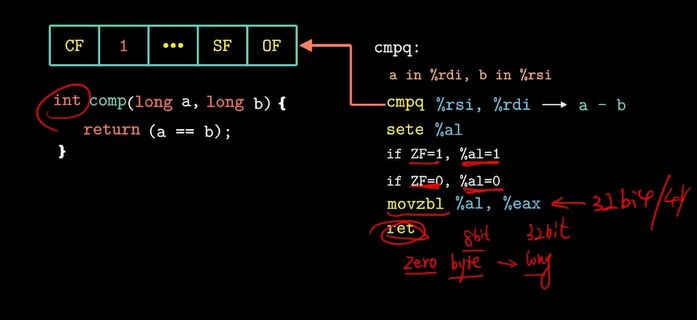 CF 1 ••• SF OF
int comp(long a, long b) {
return (a == b);
}
cmpq:
a in %rdi, b in %rsi
cmpq %rsi, %rdi → a - b
sete %al
if ZF=1, %al=1
if ZF=0, %al=0
movzbl %al, %eax ← 32bit/
ret
8bit 32bit
zero byte → long